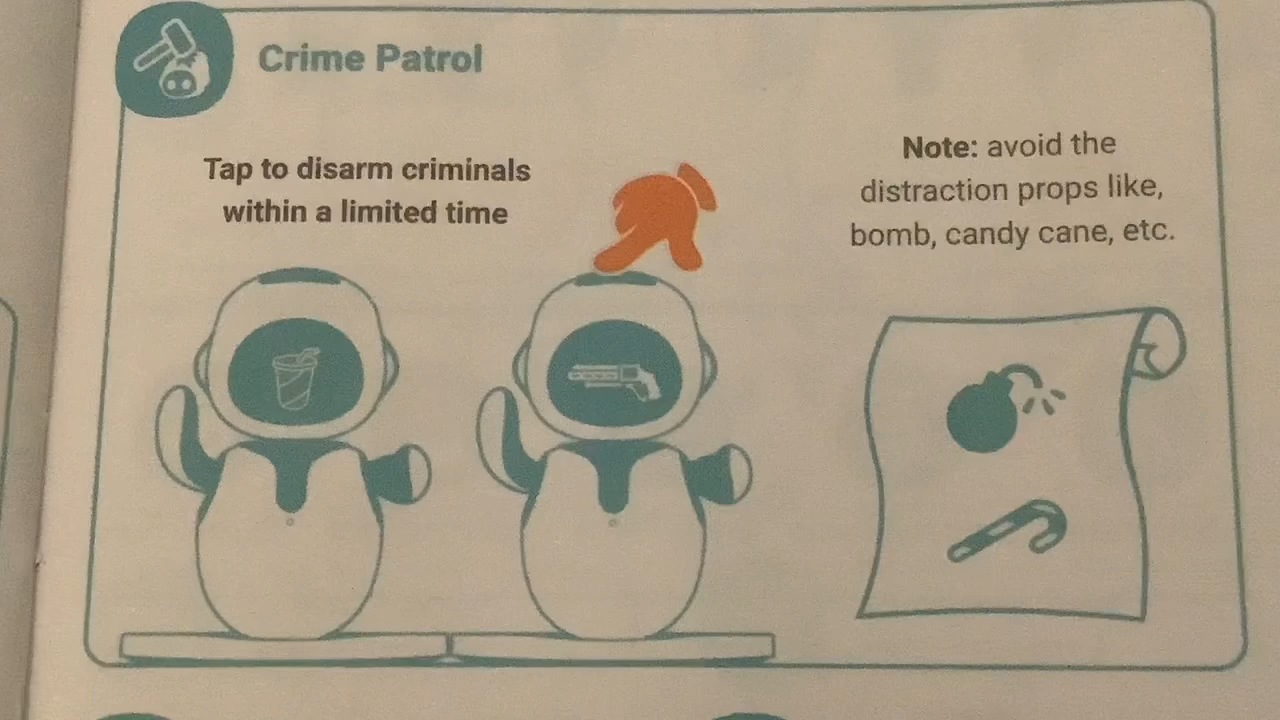 Crime Patrol
Tap to disarm criminals
within a limited time
Note: avoid the
distraction props like,
bomb, candy cane, etc.